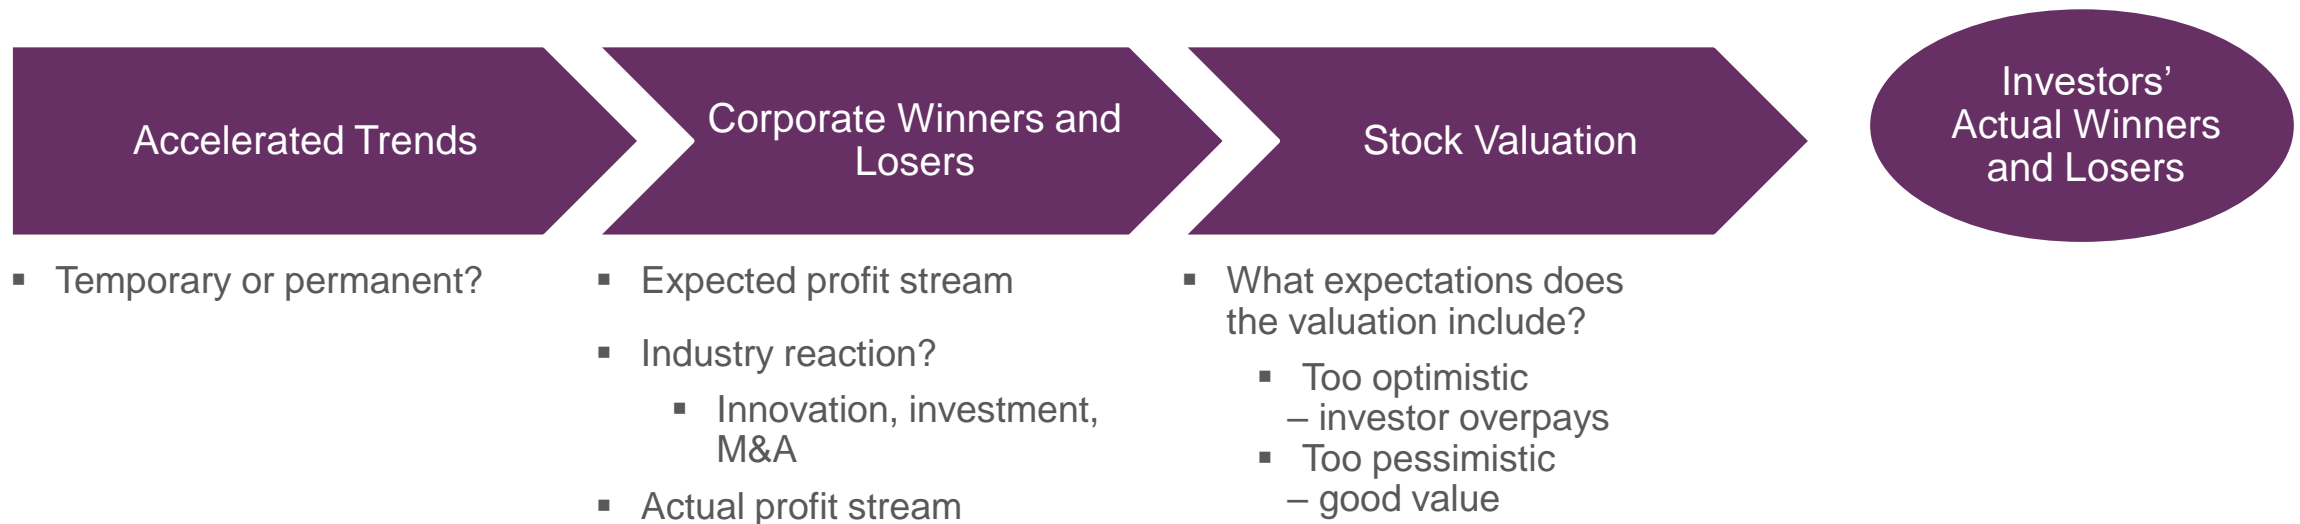 Accelerated Trends
Corporate Winners and
Losers
Stock Valuation
Investors’
Actual Winners
and Losers
▪ Temporary or permanent?
▪ Expected profit stream
▪ Industry reaction?
▪ Innovation, investment,
M&A
▪ Actual profit stream
▪ What expectations does
the valuation include?
▪ Too optimistic
– investor overpays
▪ Too pessimistic
– good value